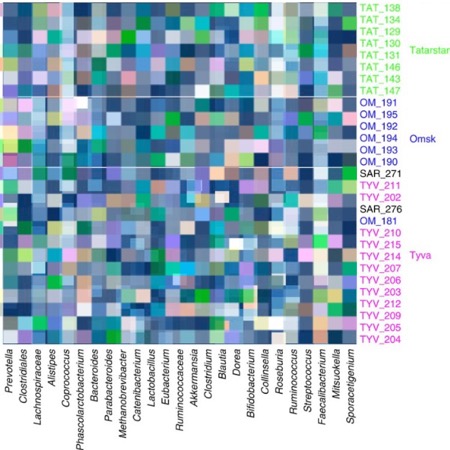 TAT_138
TAT_134
TAT_129
TAT_130
TAT_131
Tatarstar
TAT_146
TAT_143
TAT_147
OM_191
OM_195
OM_192
OM_194
Omsk
OM_193
OM_190
SAR_271
TYV_211
TYV_202
SAR_276
OM_181
TYV_210
TYV_215
TYV_214
Tyva
TYV_207
TYV_206
TYV_203
TYV_212
TYV_209
TYV_205
TYV_204
Prevotella
Clostridiales
Lachnospiraceae
Alistipes
Coprococcus
Phascolarctobacterium
Bacteroides
Parabacteroides
Methanobrevibacter
Catenibacterium
Lactobacillus
Eubacterium
Ruminococcaceae
Akkermansia
Clostridium
Blautia
Dorea
Bifidobacterium
Collinsella
Roseburia
Ruminococcus
Streptococcus
Faecalibacterium
Mitsuokella
Sporacetigenium